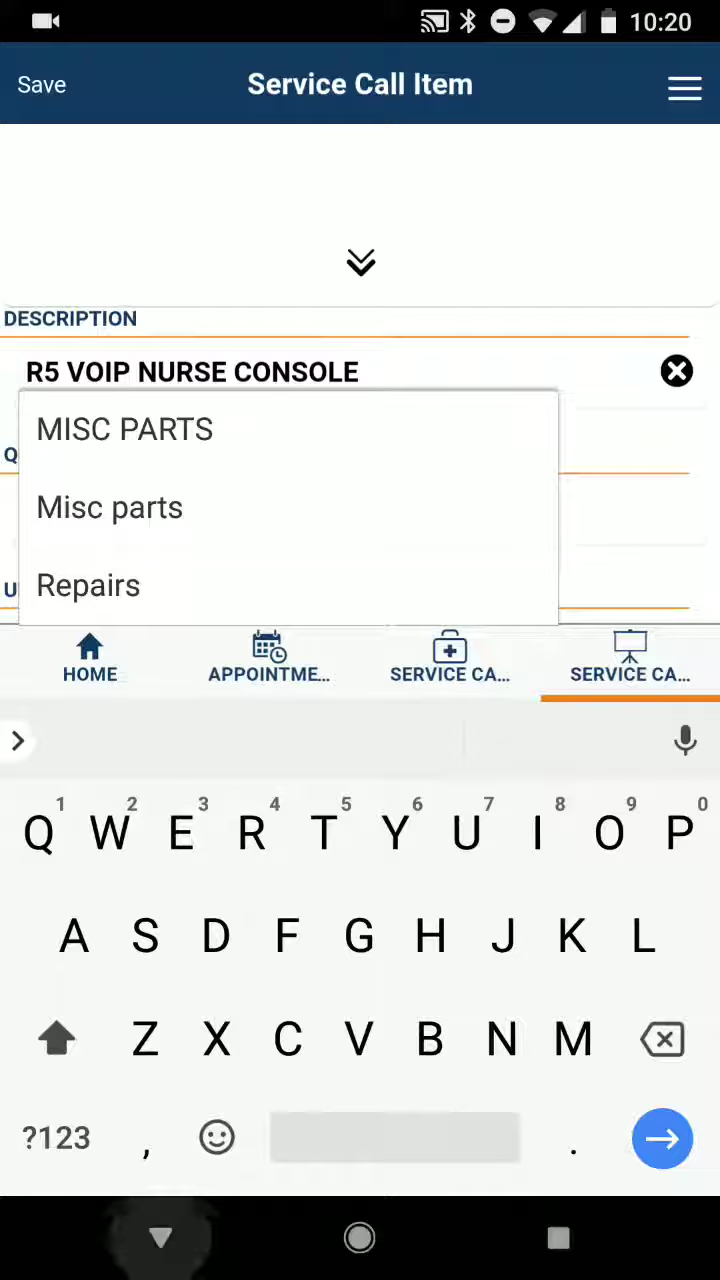 10:20
Save
Service Call Item
DESCRIPTION
R5 VOIP NURSE CONSOLE
MISC PARTS
Q
Misc parts
Repairs
U
HOME
APPOINTME...
SERVICE CA...
SERVICE CA...
1 2 3 4 5 6 7 8 9 0
Q W E R T Y U I O P
A S D F G H J K L
Z X C V B N M
?123 , .